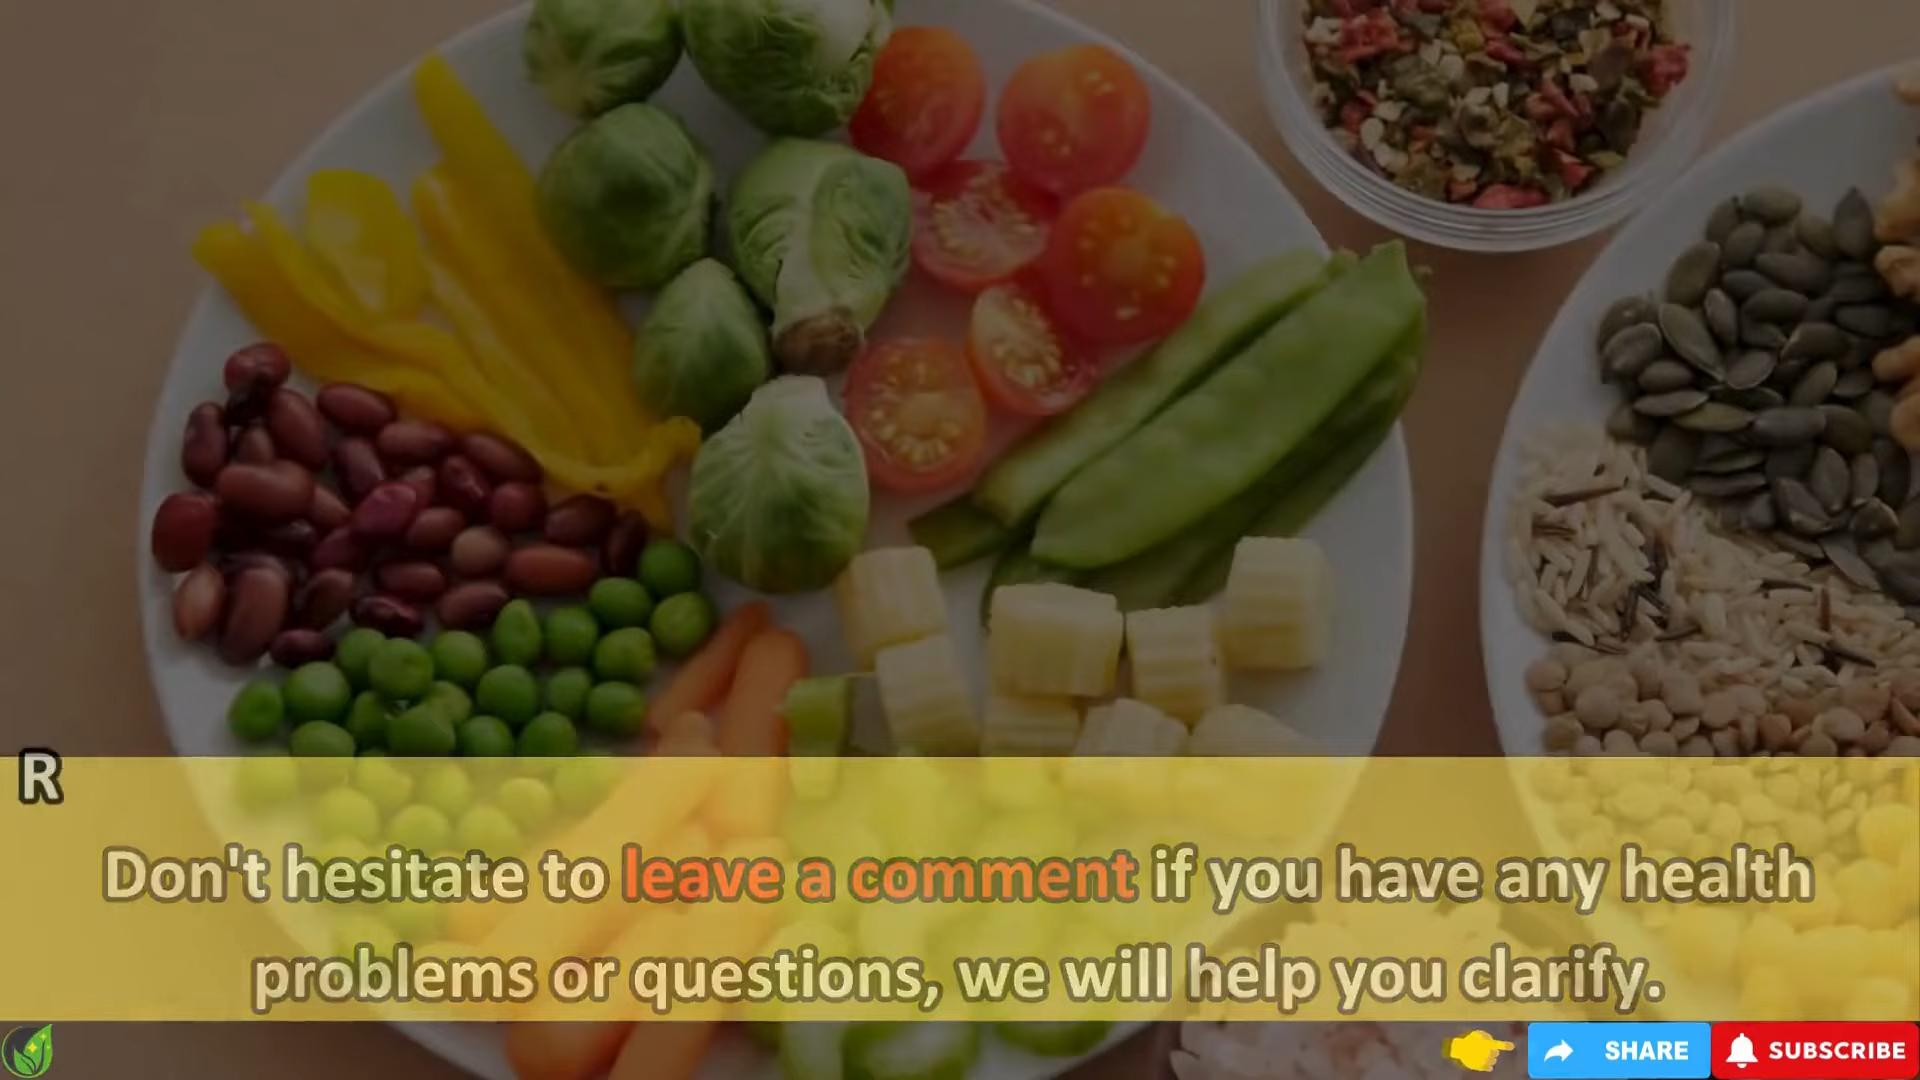 R
Don't hesitate to leave a comment if you have any health
problems or questions, we will help you clarify.
SHARE
SUBSCRIBE